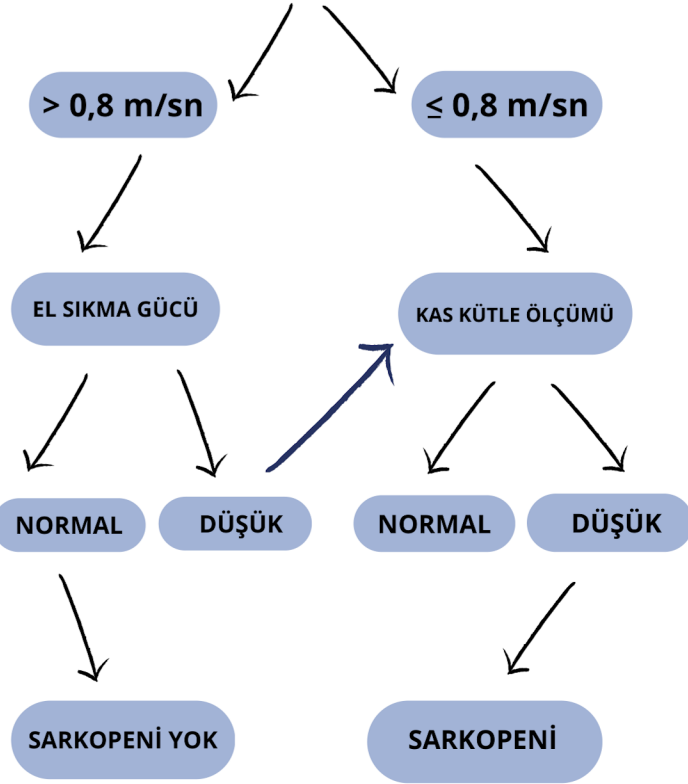 > 0,8 m/sn
≤ 0,8 m/sn
EL SIKMA GÜCÜ
KAS KÜTLE ÖLÇÜMÜ
NORMAL
DÜŞÜK
NORMAL
DÜŞÜK
SARKOPENİ YOK
SARKOPENİ